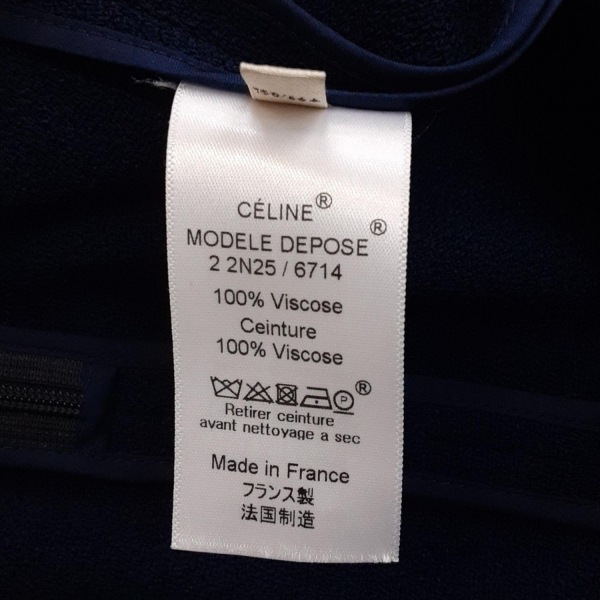 CÉLINE®
MODELE DEPOSE®
2 2N25 / 6714
100% Viscose
Ceinture
100% Viscose
®
P
Retirer ceinture
avant nettoyage a sec
Made in France
フランス製
法国制造